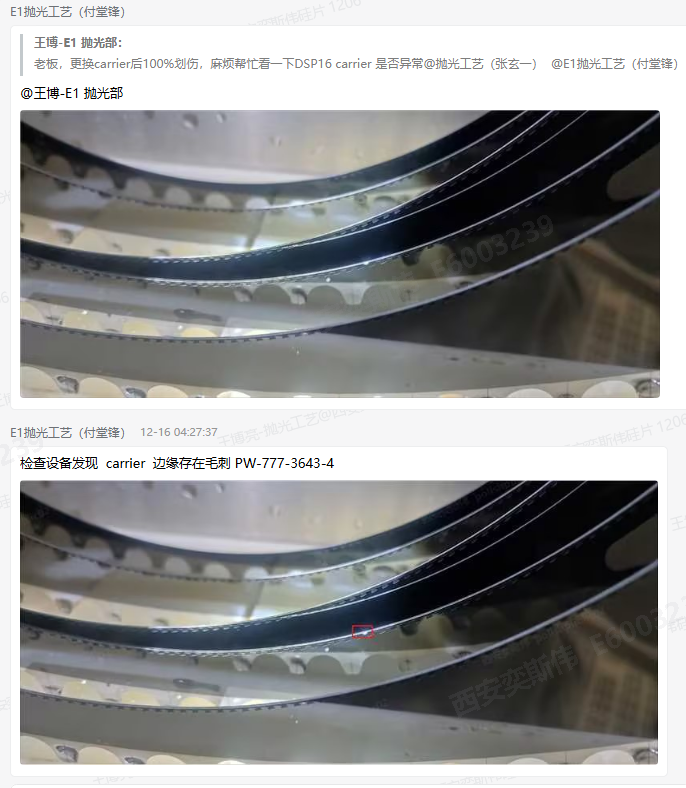 E1抛光工艺（付堂锋）
王博-E1 抛光部：
老板，更换carrier后100%划伤，麻烦帮忙看一下DSP16 carrier 是否异常@抛光工艺（张玄一） @E1抛光工艺（付堂锋）
@王博-E1 抛光部
E6003239
E1抛光工艺（付堂锋） 12-16 04:27:37
检查设备发现 carrier 边缘存在毛刺 PW-777-3643-4
西安奕斯伟